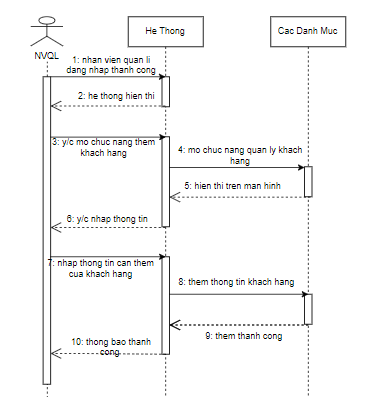 He Thong
Cac Danh Muc
NVQL
1: nhan vien quan li
dang nhap thanh cong
2: he thong hien thi
3: y/c mo chuc nang them
khach hang
4: mo chuc nang quan ly khach
hang
5: hien thi tren man hinh
6: y/c nhap thong tin
7: nhap thong tin can them
cua khach hang
8: them thong tin khach hang
9: them thanh cong
10: thong bao thanh
cong